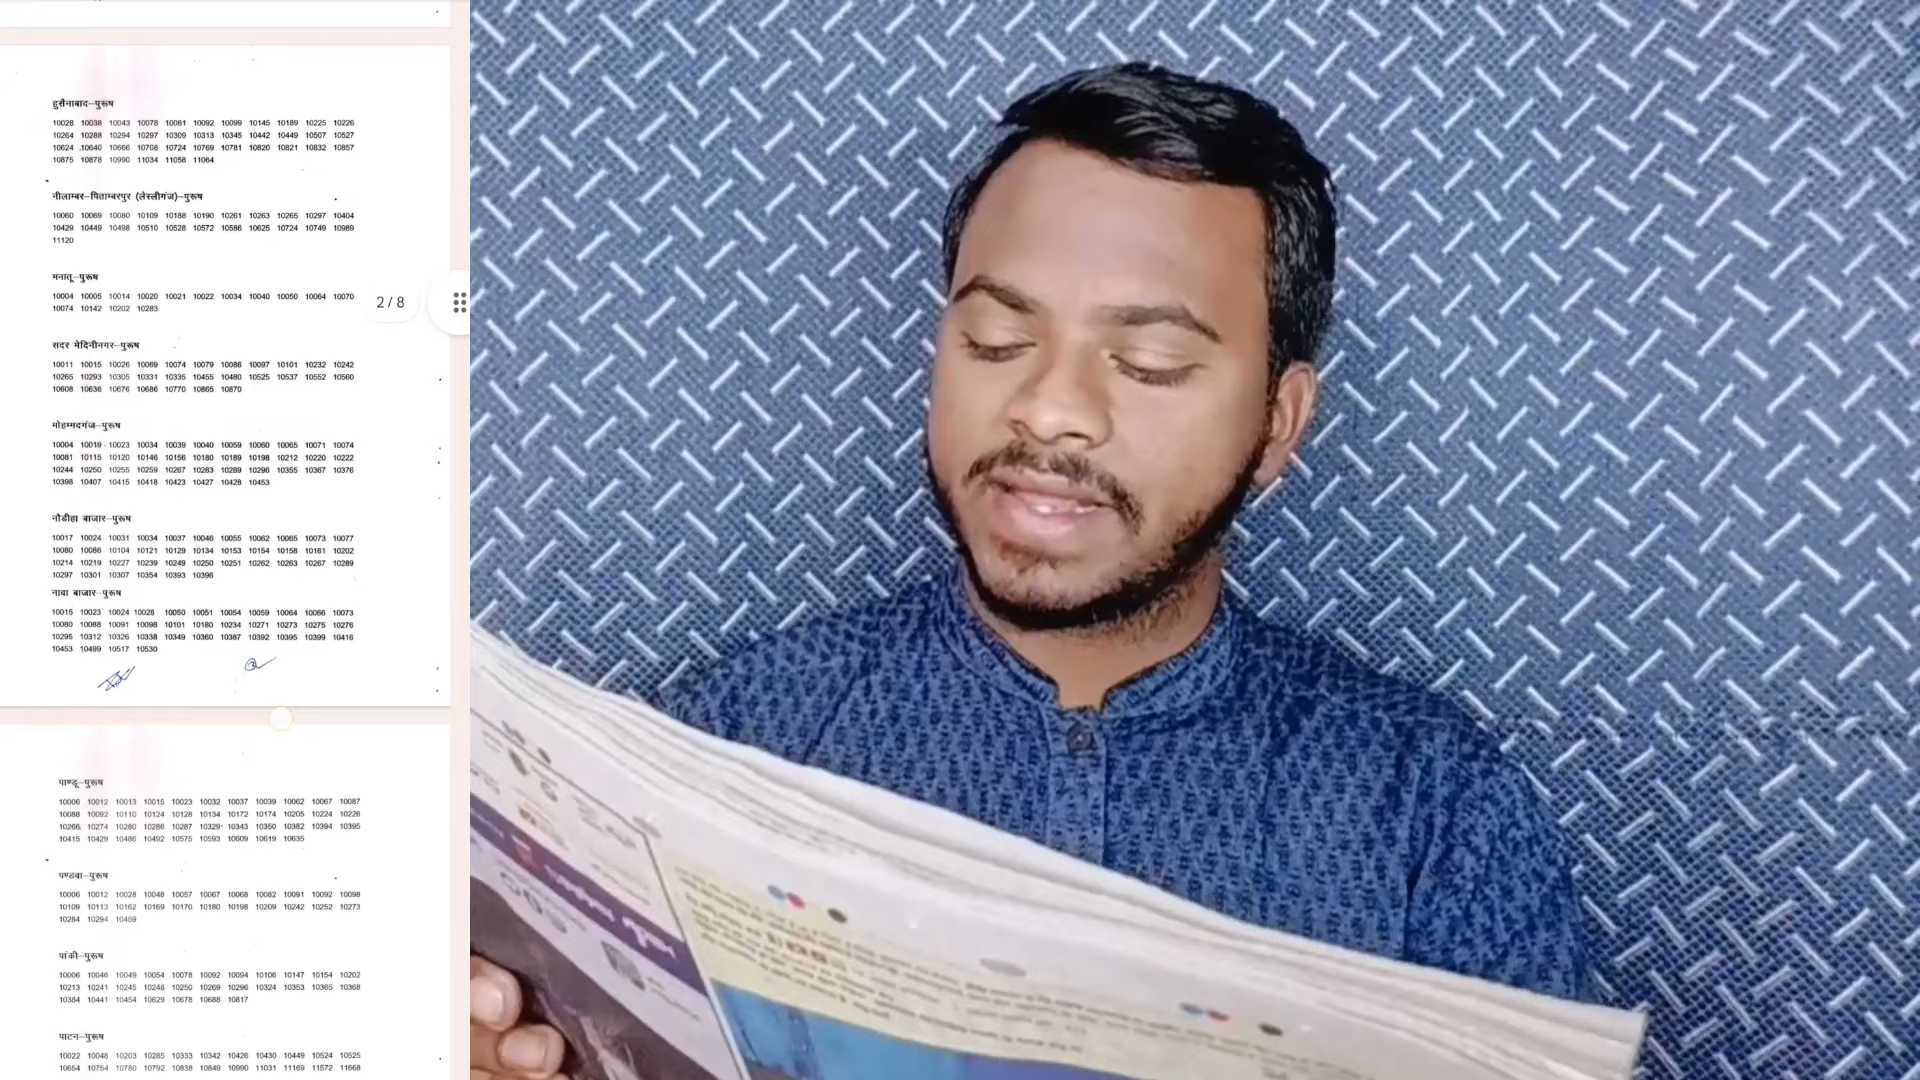 हुसैनाबाद–पुरूष
10028 10038 10043 10078 10081 10092 10099 10145 10189 10225 10226
10264 10288 10294 10297 10309 10313 10345 10442 10449 10507 10527
10624 10640 10666 10708 10724 10769 10781 10820 10821 10832 10857
10875 10878 10990 11034 11058 11064
नीलाम्बर–पिताम्बरपुर (लेस्लीगंज)–पुरूष
10060 10069 10080 10109 10188 10190 10261 10263 10265 10297 10404
10429 10449 10498 10510 10528 10572 10586 10625 10724 10749 10989
11120
मनातू–पुरूष
10004 10005 10014 10020 10021 10022 10034 10040 10050 10064 10070
10074 10142 10202 10283
2 / 8
सदर मेदिनीनगर–पुरूष
10011 10015 10026 10069 10074 10079 10086 10097 10101 10232 10242
10265 10293 10305 10331 10335 10455 10480 10525 10537 10552 10560
10608 10636 10676 10686 10770 10865 10870
मोहम्मदगंज–पुरूष
10004 10019 10023 10034 10039 10040 10059 10060 10065 10071 10074
10081 10115 10120 10146 10156 10180 10189 10198 10212 10220 10222
10244 10250 10255 10259 10267 10283 10289 10296 10355 10367 10376
10398 10407 10415 10418 10423 10427 10428 10453
नौडीहा बाजार–पुरूष
10017 10024 10031 10034 10037 10046 10055 10062 10065 10073 10077
10080 10086 10104 10121 10129 10134 10153 10154 10158 10161 10202
10214 10219 10227 10239 10249 10250 10251 10262 10263 10267 10289
10297 10301 10307 10354 10393 10396
नावा बाजार–पुरूष
10015 10023 10024 10028 10050 10051 10054 10059 10064 10066 10073
10080 10088 10091 10098 10101 10180 10234 10271 10273 10275 10276
10295 10312 10326 10338 10349 10360 10387 10392 10395 10399 10416
10453 10499 10517 10530
पाण्डू–पुरूष
10006 10012 10013 10015 10023 10032 10037 10039 10062 10067 10087
10088 10092 10110 10124 10128 10134 10172 10174 10205 10224 10226
10266 10274 10280 10286 10287 10329 10343 10350 10382 10394 10395
10415 10429 10486 10492 10575 10593 10609 10619 10635
पण्डवा–पुरूष
10006 10012 10028 10048 10057 10067 10068 10082 10091 10092 10098
10109 10113 10162 10169 10170 10180 10198 10209 10242 10252 10273
10284 10294 10459
पांकी–पुरूष
10006 10046 10049 10054 10078 10092 10094 10106 10147 10154 10202
10213 10241 10245 10248 10250 10269 10296 10324 10353 10365 10368
10384 10441 10454 10629 10678 10688 10817
पाटन–पुरूष
10022 10048 10203 10285 10333 10342 10426 10430 10449 10524 10525
10654 10754 10780 10792 10838 10849 10990 11031 11169 11572 11668